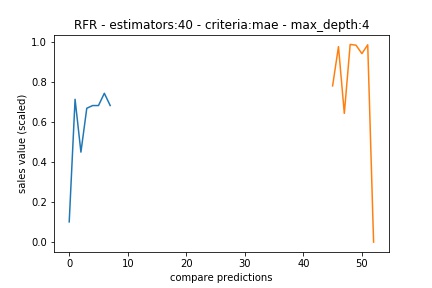 RFR - estimators:40 - criteria:mae - max_depth:4
1.0
0.8
0.6
0.4
0.2
0.0
sales value (scaled)
0 10 20 30 40 50
compare predictions